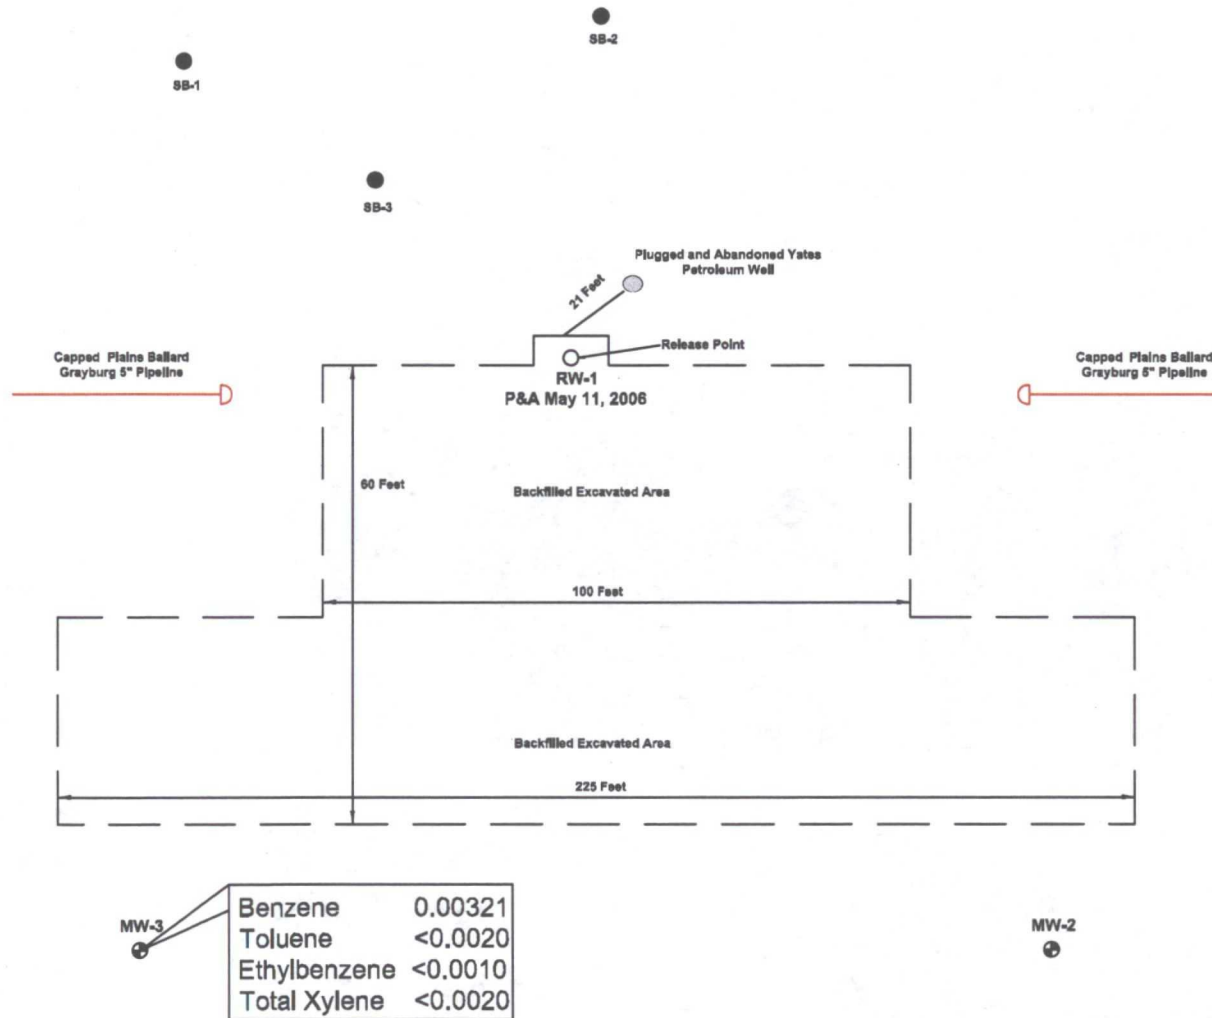 SB-2
SB-1
SB-3
Plugged and Abandoned Yates
Petroleum Well
21 Feet
Release Point
Capped Plains Ballard
Grayburg 5" Pipeline
Capped Plains Ballard
Grayburg 5" Pipeline
RW-1
P&A May 11, 2006
60 Feet
Backfilled Excavated Area
100 Feet
Backfilled Excavated Area
225 Feet
MW-3
Benzene 0.00321
Toluene <0.0020
Ethylbenzene <0.0010
Total Xylene <0.0020
MW-2